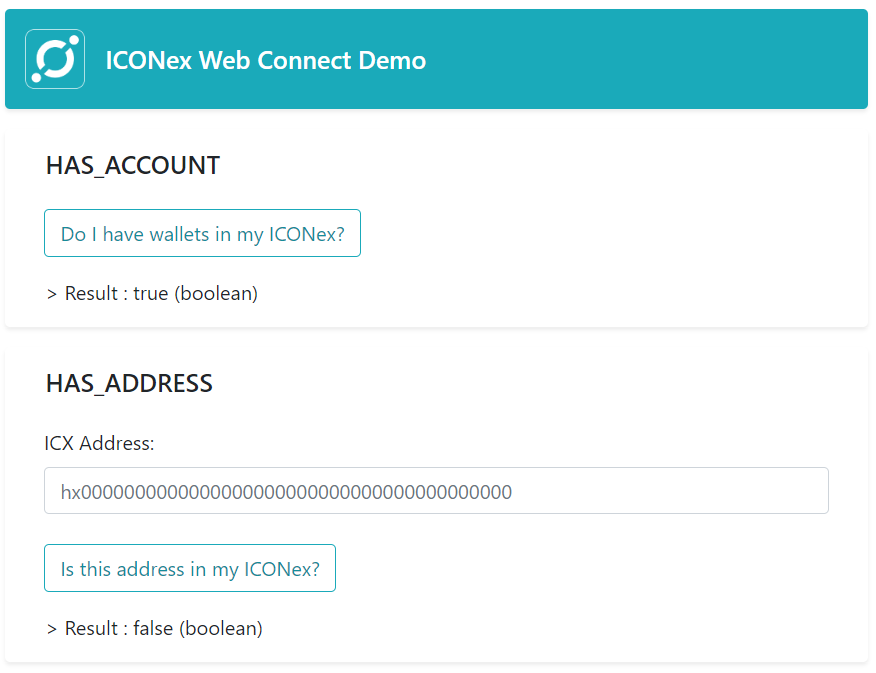 ICONex Web Connect Demo
HAS_ACCOUNT
Do I have wallets in my ICONex?
> Result : true (boolean)
HAS_ADDRESS
ICX Address:
hx0000000000000000000000000000000000000000
Is this address in my ICONex?
> Result : false (boolean)